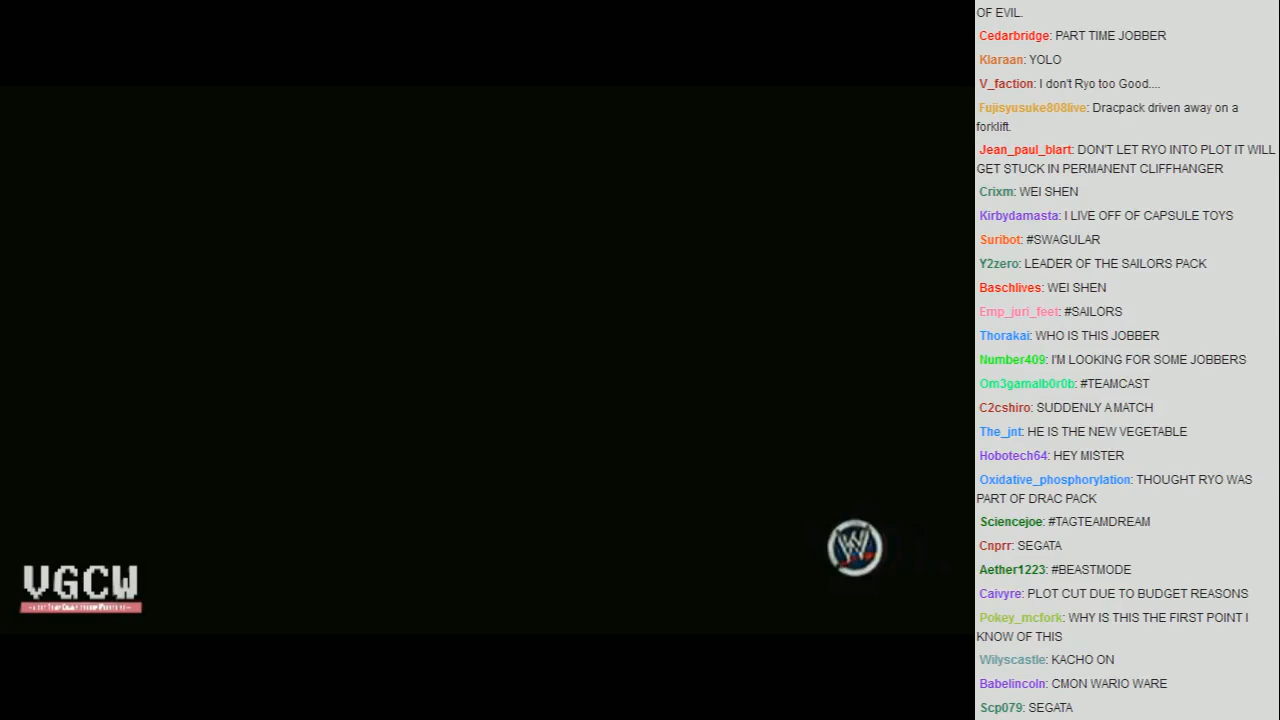 OF EVIL.
Cedarbridge: PART TIME JOBBER
Klaraan: YOLO
V_faction: I don't Ryo too Good....
Fujisyusuke808live: Dracpack driven away on a
forklift.
Jean_paul_blart: DON'T LET RYO INTO PLOT IT WILL
GET STUCK IN PERMANENT CLIFFHANGER
Crixm: WEI SHEN
Kirbydamasta: I LIVE OFF OF CAPSULE TOYS
Suribot: #SWAGULAR
Y2zero: LEADER OF THE SAILORS PACK
Baschlives: WEI SHEN
Emp_juri_feet: #SAILORS
Thorakai: WHO IS THIS JOBBER
Number409: I'M LOOKING FOR SOME JOBBERS
Om3gamalb0r0b: #TEAMCAST
C2cshiro: SUDDENLY A MATCH
The_jnt: HE IS THE NEW VEGETABLE
Hobotech64: HEY MISTER
Oxidative_phosphorylation: THOUGHT RYO WAS
PART OF DRAC PACK
Sciencejoe: #TAGTEAMDREAM
Cnprr: SEGATA
Aether1223: #BEASTMODE
Caivyre: PLOT CUT DUE TO BUDGET REASONS
Pokey_mcfork: WHY IS THIS THE FIRST POINT I
KNOW OF THIS
Wilyscastle: KACHO ON
Babelincoln: CMON WARIO WARE
Scp079: SEGATA
VGCW
W